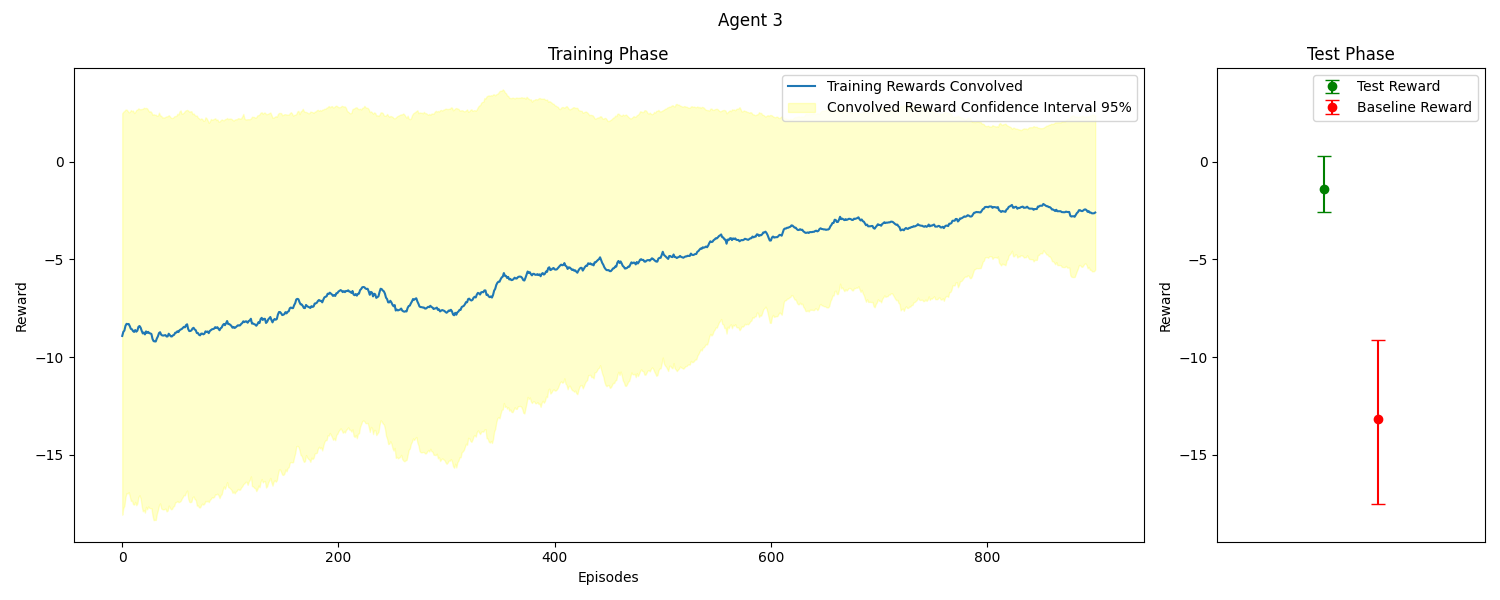 Agent 3
Training Phase
Training Rewards Convolved
Convolved Reward Confidence Interval 95%
Reward
0
−5
−10
−15
0
200
400
600
800
Episodes
Test Phase
Test Reward
Baseline Reward
Reward
0
−5
−10
−15